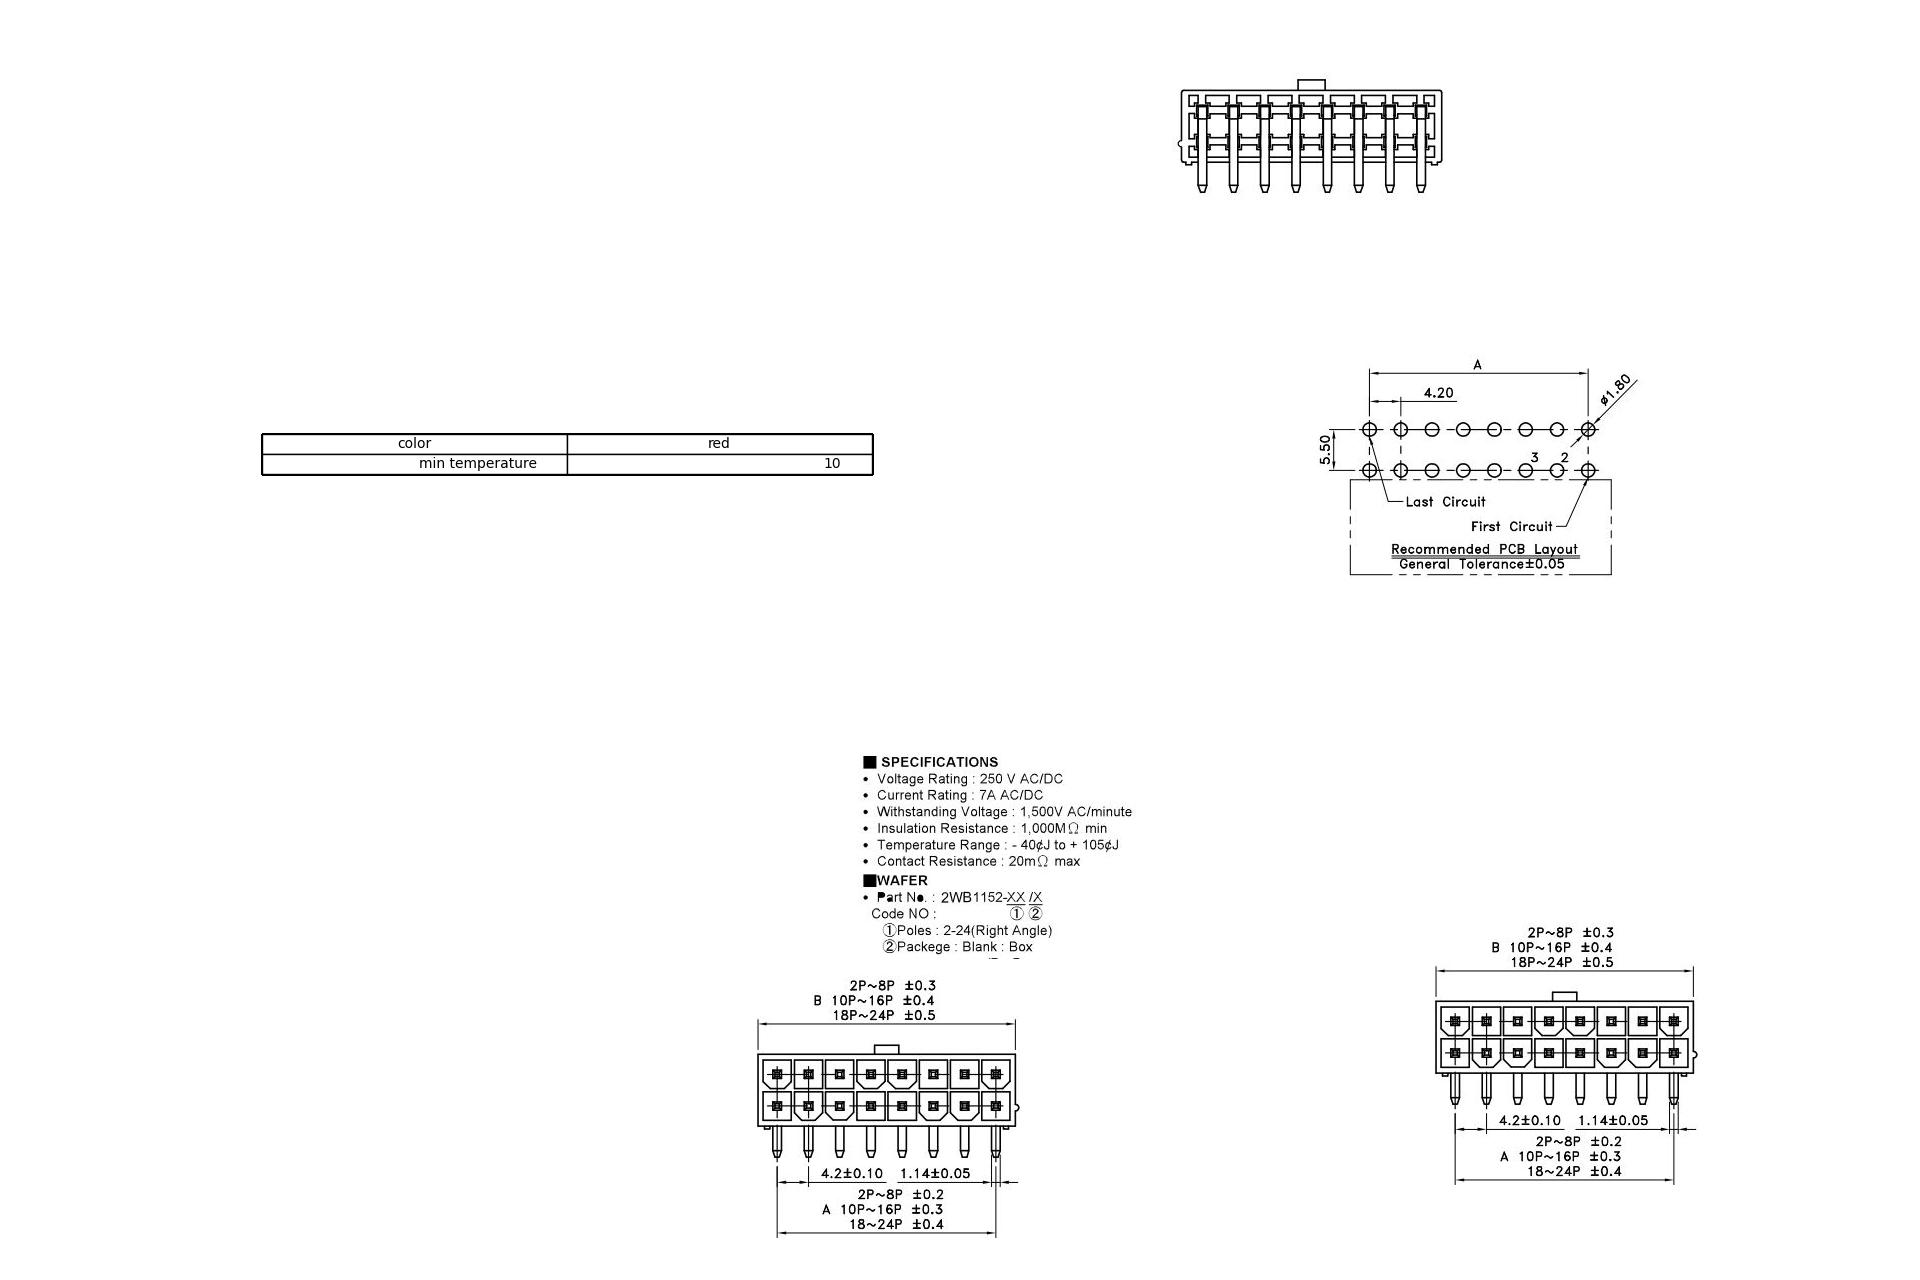 A
4.20
ø1.80
5.50
3 2
Last Circuit
First Circuit
Recommended PCB Layout
General Tolerance±0.05
color red
min temperature 10
■ SPECIFICATIONS
• Voltage Rating : 250 V AC/DC
• Current Rating : 7A AC/DC
• Withstanding Voltage : 1,500V AC/minute
• Insulation Resistance : 1,000MΩ min
• Temperature Range : - 40¢J to + 105¢J
• Contact Resistance : 20mΩ max
■WAFER
• Part No. : 2WB1152-XX /X
Code NO : ① ②
①Poles : 2-24(Right Angle)
②Packege : Blank : Box
2P~8P ±0.3
B 10P~16P ±0.4
18P~24P ±0.5
4.2±0.10 1.14±0.05
2P~8P ±0.2
A 10P~16P ±0.3
18~24P ±0.4
2P~8P ±0.3
B 10P~16P ±0.4
18P~24P ±0.5
4.2±0.10 1.14±0.05
2P~8P ±0.2
A 10P~16P ±0.3
18~24P ±0.4